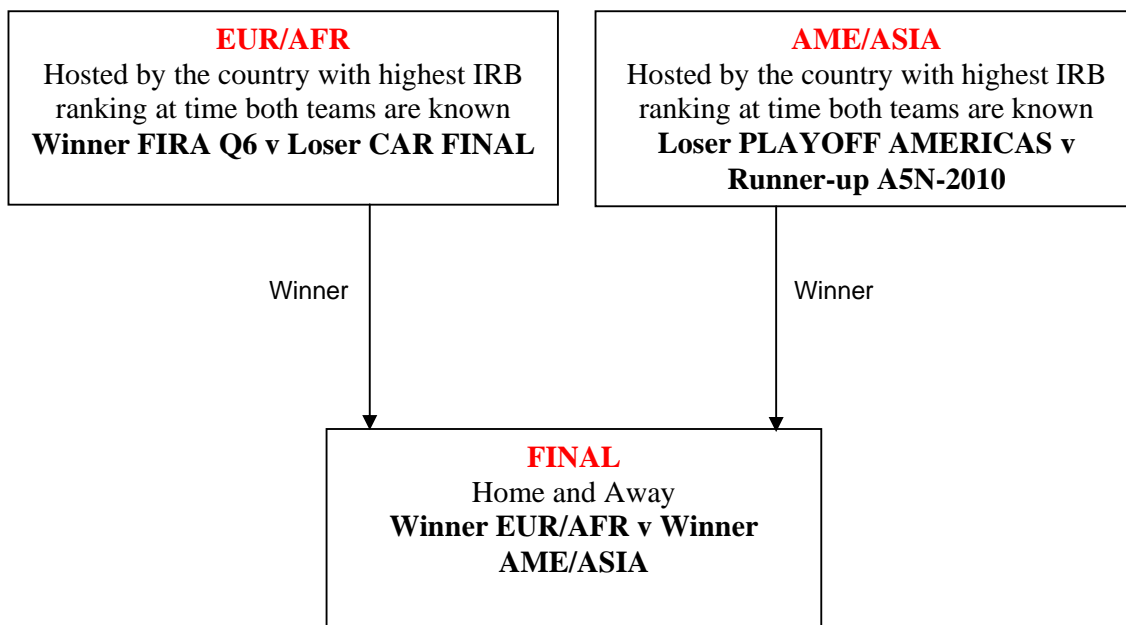 EUR/AFR
Hosted by the country with highest IRB
ranking at time both teams are known
Winner FIRA Q6 v Loser CAR FINAL
AME/ASIA
Hosted by the country with highest IRB
ranking at time both teams are known
Loser PLAYOFF AMERICAS v
Runner-up A5N-2010
Winner
Winner
FINAL
Home and Away
Winner EUR/AFR v Winner
AME/ASIA